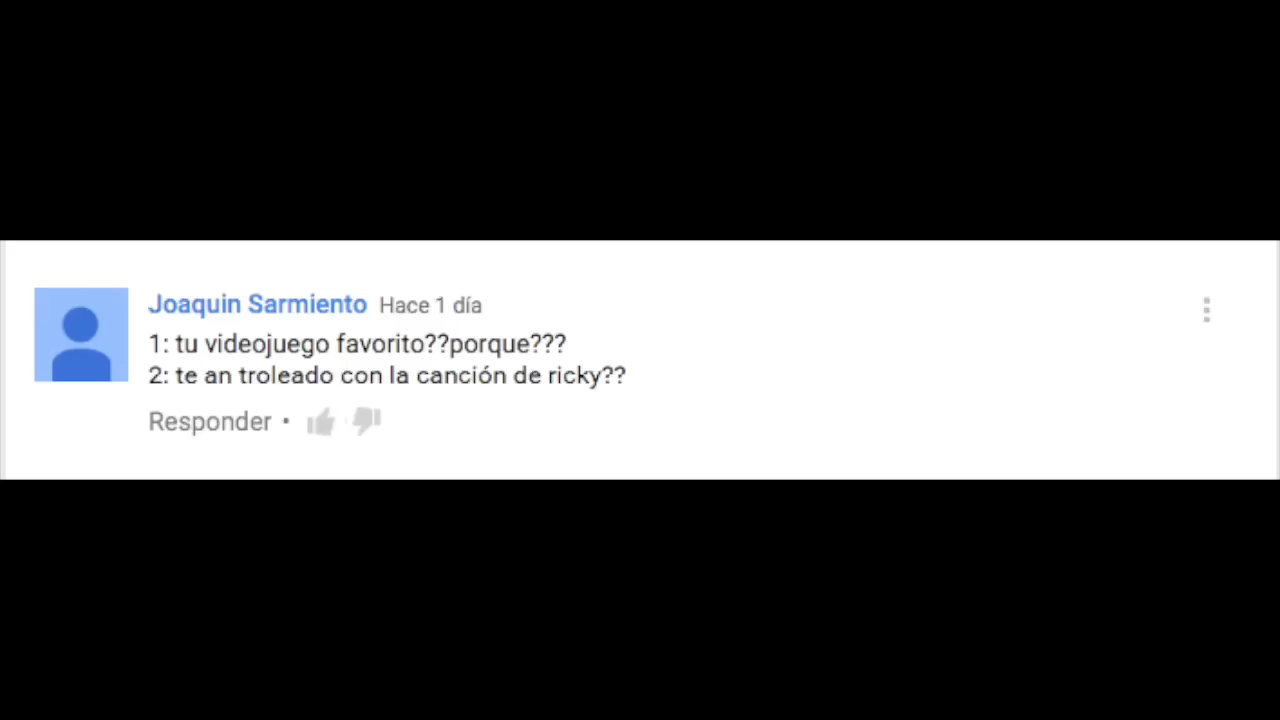 Joaquin Sarmiento Hace 1 día
1: tu videojuego favorito??porque???
2: te an troleado con la canción de ricky??
Responder •